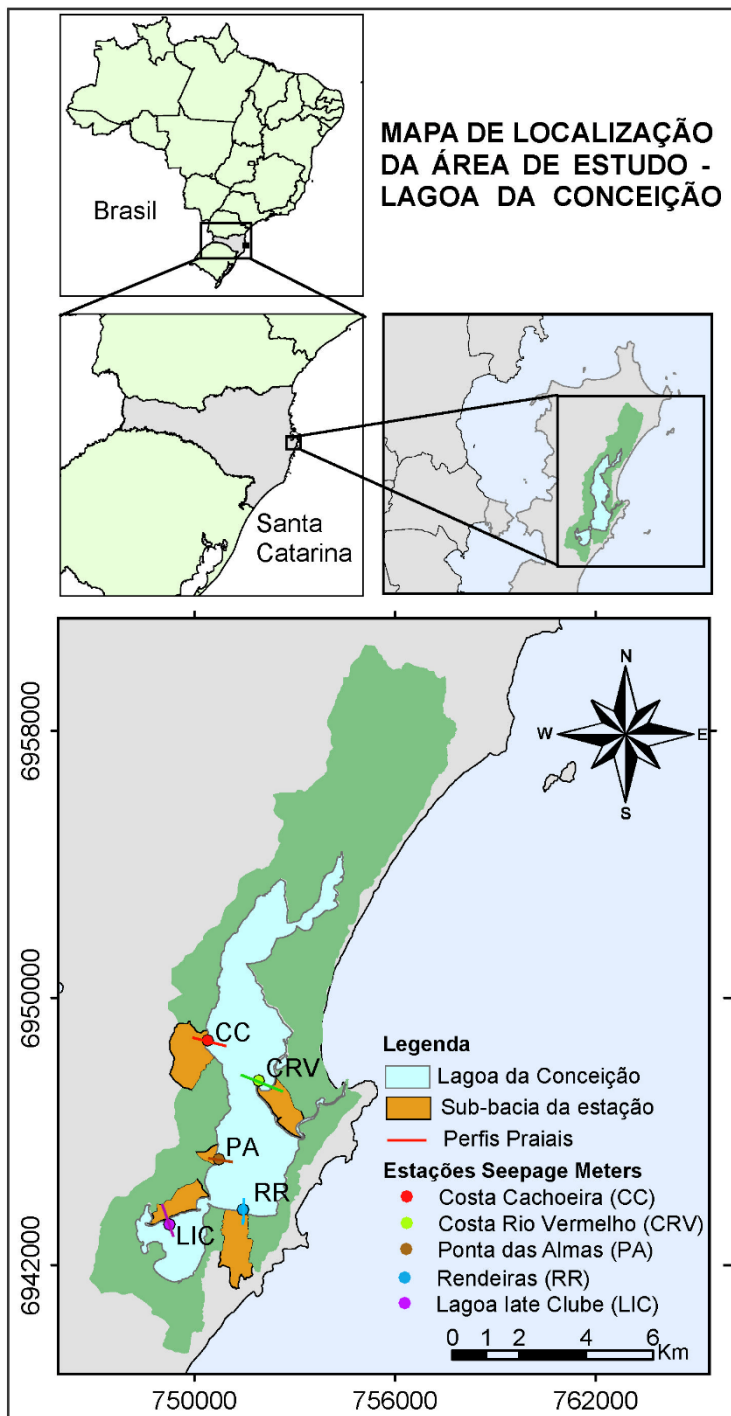 MAPA DE LOCALIZAÇÃO
DA ÁREA DE ESTUDO -
LAGOA DA CONCEIÇÃO
Brasil
Santa
Catarina
N
W
E
S
6958000
6950000
6942000
750000
756000
762000
CC
CRV
PA
RR
LIC
Legenda
Lagoa da Conceição
Sub-bacia da estação
Perfis Praiais
Estações Seepage Meters
Costa Cachoeira (CC)
Costa Rio Vermelho (CRV)
Ponta das Almas (PA)
Rendeiras (RR)
Lagoa Iate Clube (LIC)
0 1 2 4 6
Km